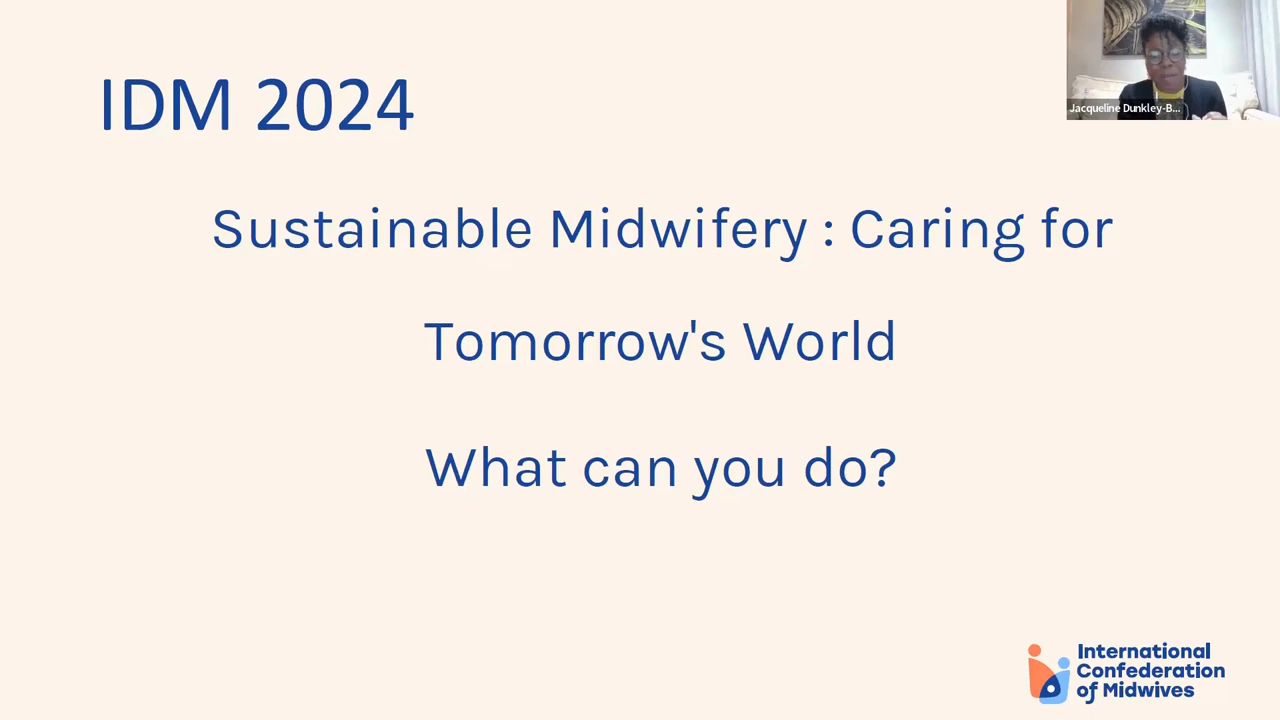 IDM 2024
Jacqueline Dunkley-B...
Sustainable Midwifery : Caring for
Tomorrow's World
What can you do?
International
Confederation
of Midwives